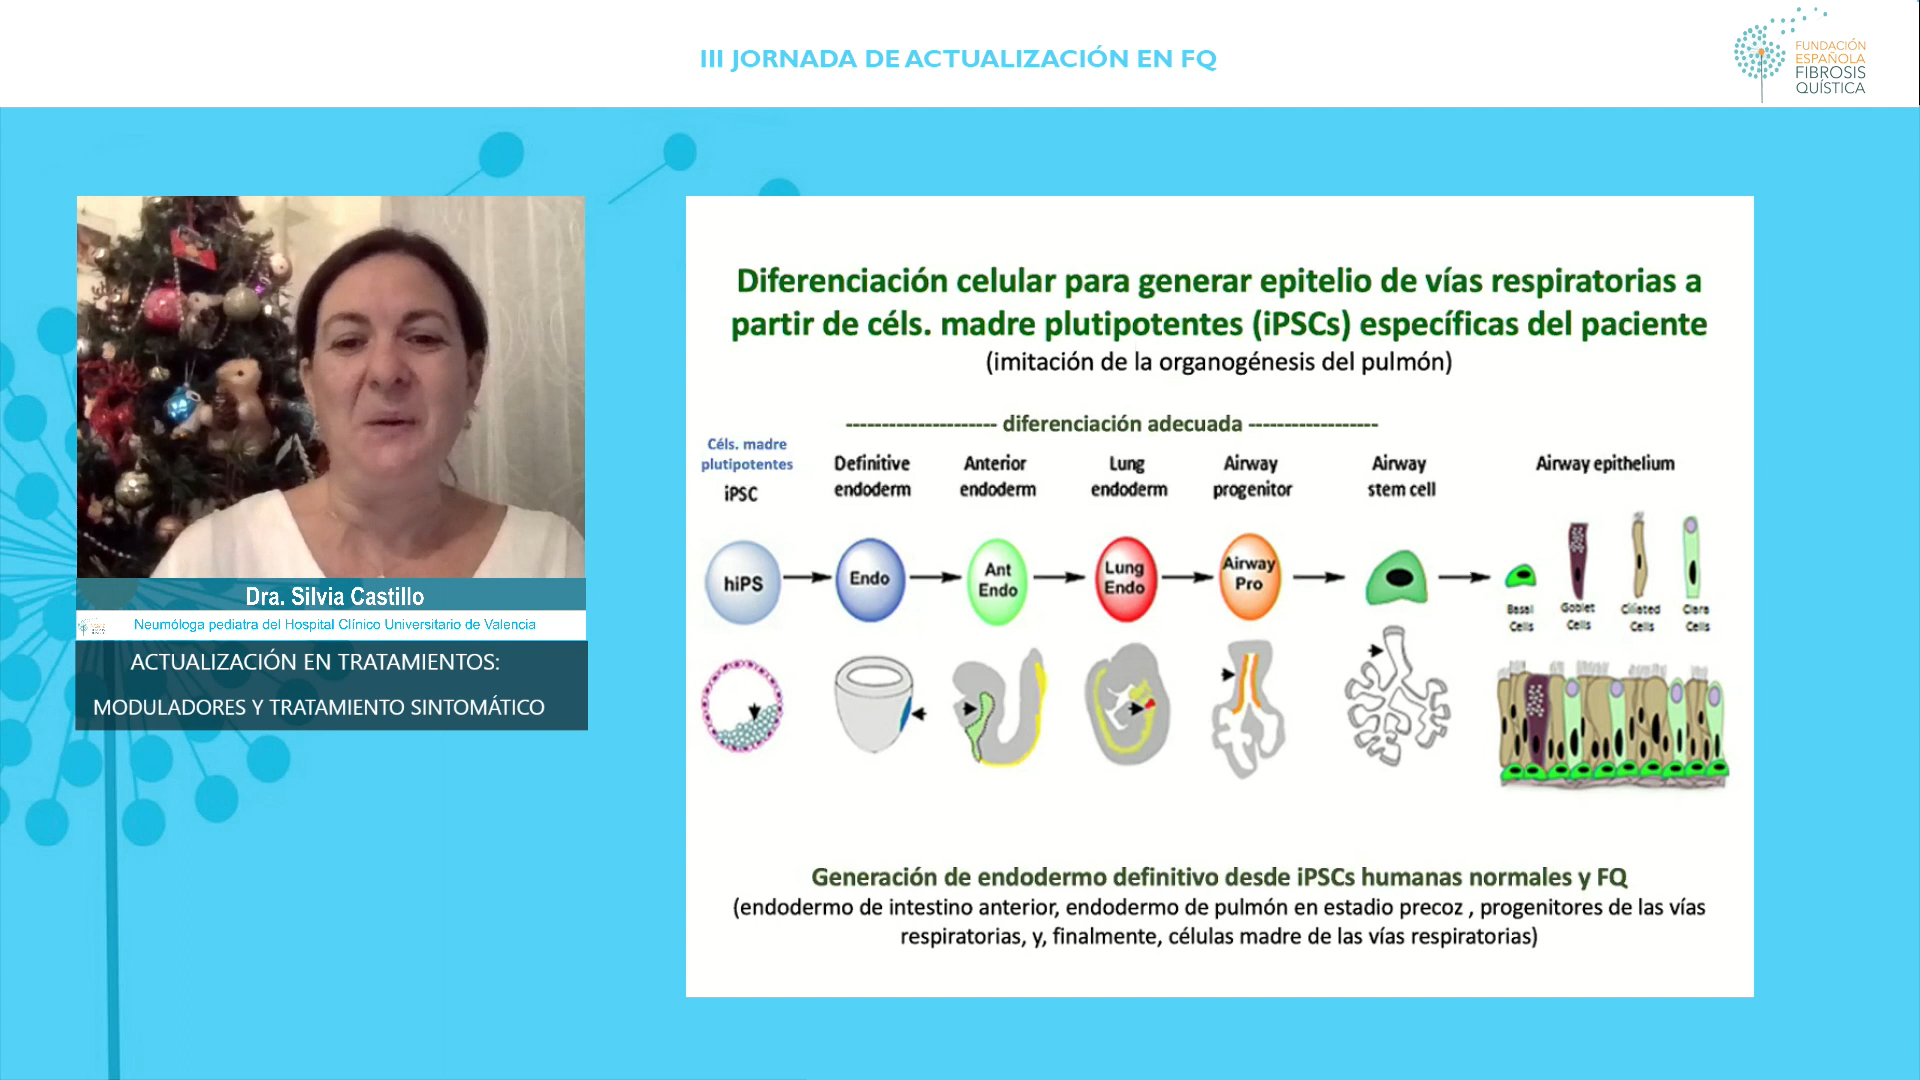 III JORNADA DE ACTUALIZACIÓN EN FQ
FUNDACIÓN
ESPAÑOLA
FIBROSIS
QUÍSTICA
Dra. Silvia Castillo
Neumóloga pediatra del Hospital Clínico Universitario de Valencia
ACTUALIZACIÓN EN TRATAMIENTOS:
MODULADORES Y TRATAMIENTO SINTOMÁTICO
Diferenciación celular para generar epitelio de vías respiratorias a
partir de céls. madre plutipotentes (iPSCs) específicas del paciente
(imitación de la organogénesis del pulmón)
--------------------- diferenciación adecuada ------------------
Céls. madre
plutipotentes
iPSC
Definitive
endoderm
Anterior
endoderm
Lung
endoderm
Airway
progenitor
Airway
stem cell
Airway epithelium
hiPS
Endo
Ant
Endo
Lung
Endo
Airway
Pro
Basal
Cells
Goblet
Cells
Ciliated
Cells
Clara
Cells
Generación de endodermo definitivo desde iPSCs humanas normales y FQ
(endodermo de intestino anterior, endodermo de pulmón en estadio precoz , progenitores de las vías
respiratorias, y, finalmente, células madre de las vías respiratorias)